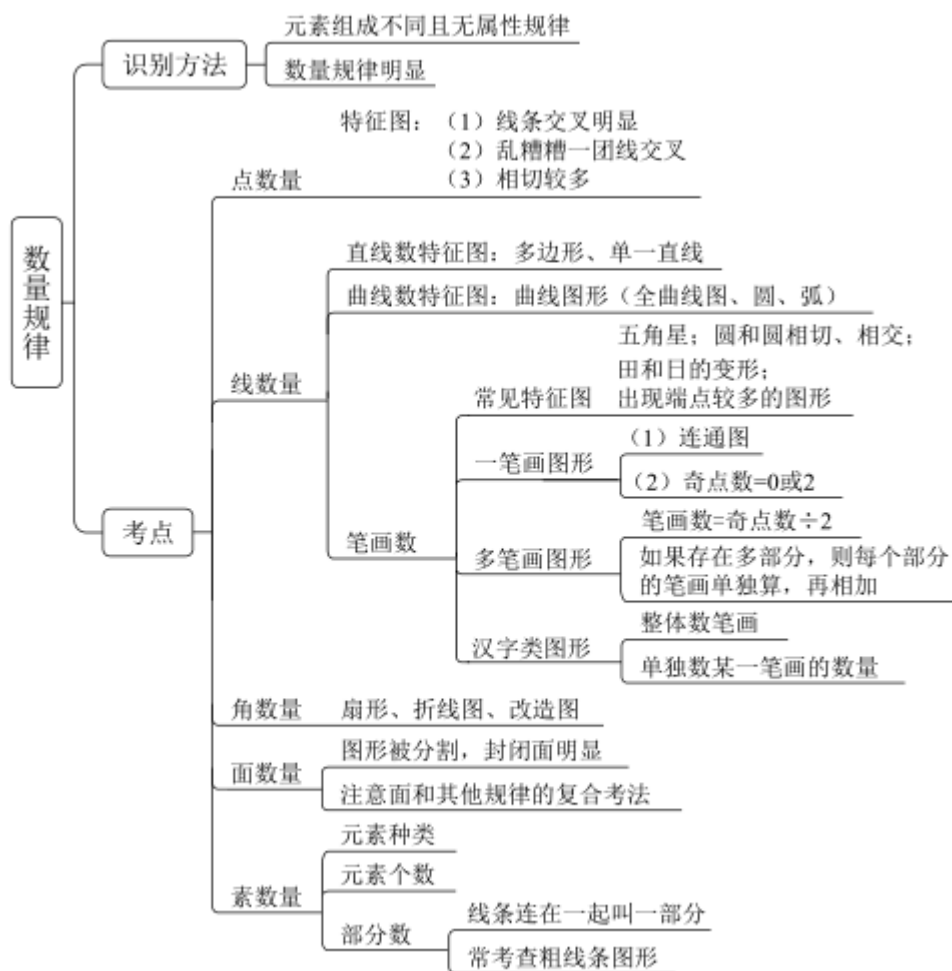 数量规律
识别方法
元素组成不同且无属性规律
数量规律明显
考点
点数量
特征图：（1）线条交叉明显
（2）乱糟糟一团线交叉
（3）相切较多
线数量
直线数特征图：多边形、单一直线
曲线数特征图：曲线图形（全曲线图、圆、弧）
笔画数
常见特征图
五角星；圆和圆相切、相交；
田和日的变形；
出现端点较多的图形
一笔画图形
（1）连通图
（2）奇点数=0或2
多笔画图形
笔画数=奇点数÷2
如果存在多部分，则每个部分
的笔画单独算，再相加
汉字类图形
整体数笔画
单独数某一笔画的数量
角数量
扇形、折线图、改造图
面数量
图形被分割，封闭面明显
注意面和其他规律的复合考法
素数量
元素种类
元素个数
部分数
线条连在一起叫一部分
常考查粗线条图形